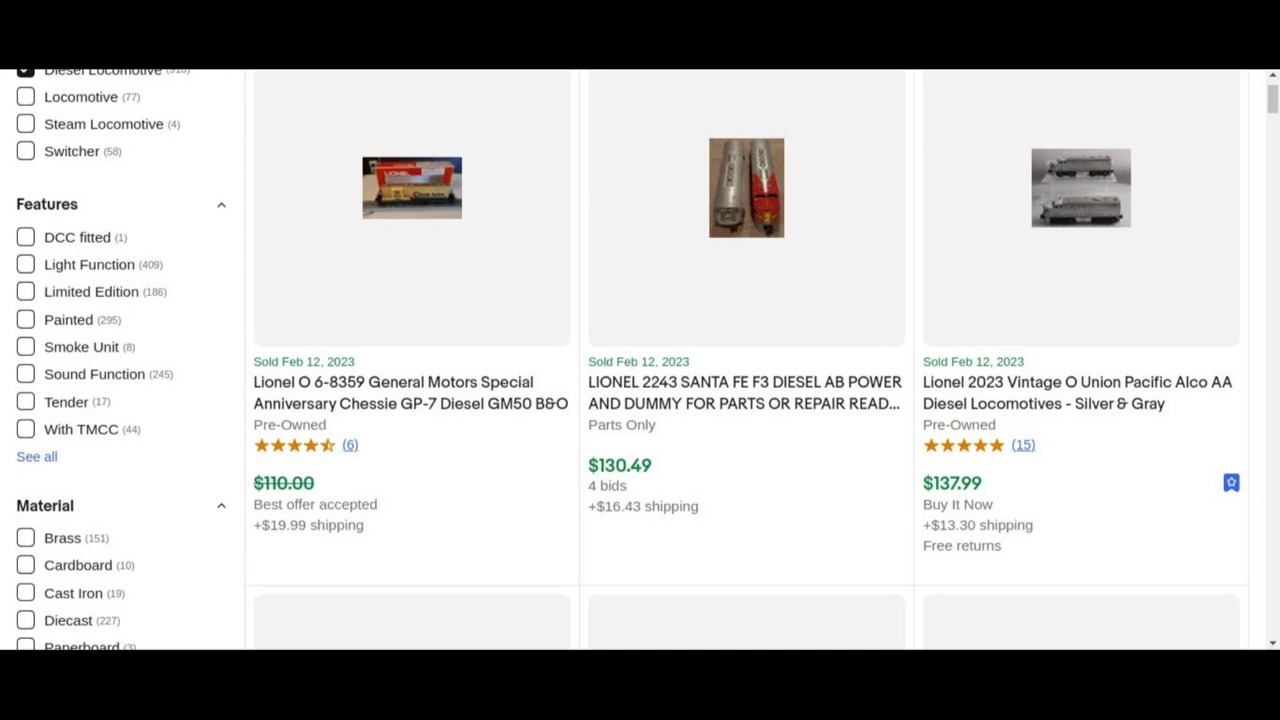 Diesel Locomotive (916)
Locomotive (77)
Steam Locomotive (4)
Switcher (58)
Features
DCC fitted (1)
Light Function (409)
Limited Edition (186)
Painted (295)
Smoke Unit (8)
Sound Function (245)
Tender (17)
With TMCC (44)
See all
Material
Brass (151)
Cardboard (10)
Cast Iron (19)
Diecast (227)
Paperboard (3)
LIONEL
Sold Feb 12, 2023
Lionel O 6-8359 General Motors Special
Anniversary Chessie GP-7 Diesel GM50 B&O
Pre-Owned
(6)
$110.00
Best offer accepted
+$19.99 shipping
Sold Feb 12, 2023
LIONEL 2243 SANTA FE F3 DIESEL AB POWER
AND DUMMY FOR PARTS OR REPAIR READ...
Parts Only
$130.49
4 bids
+$16.43 shipping
Sold Feb 12, 2023
Lionel 2023 Vintage O Union Pacific Alco AA
Diesel Locomotives - Silver & Gray
Pre-Owned
(15)
$137.99
Buy It Now
+$13.30 shipping
Free returns